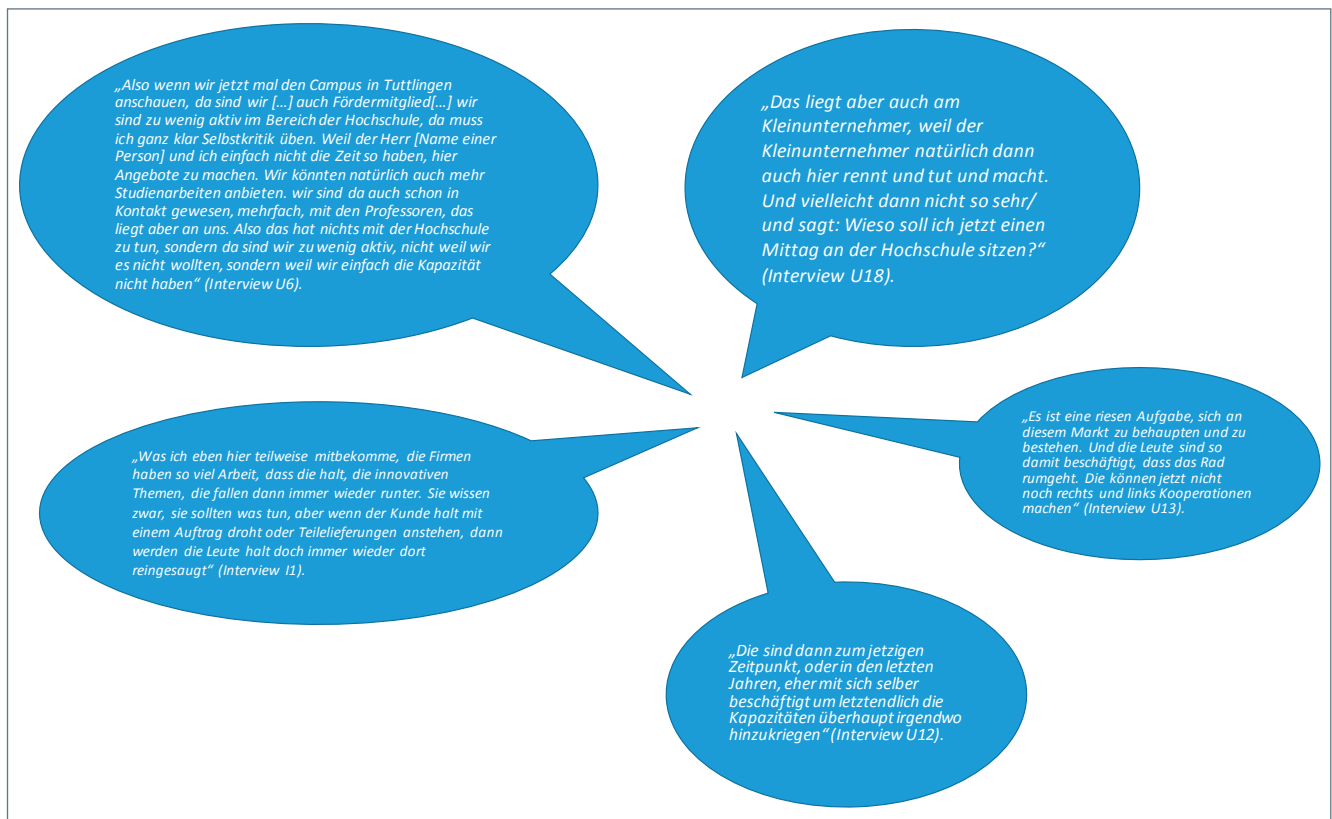 „Also wenn wir jetzt mal den Campus in Tuttlingen
anschauen, da sind wir [...] auch Fördermitglied[...] wir
sind zu wenig aktiv im Bereich der Hochschule, da muss
ich ganz klar Selbstkritik üben. Weil der Herr [Name einer
Person] und ich einfach nicht die Zeit so haben, hier
Angebote zu machen. Wir könnten natürlich auch mehr
Studienarbeiten anbieten. wir sind da auch schon in
Kontakt gewesen, mehrfach, mit den Professoren, das
liegt aber an uns. Also das hat nichts mit der Hochschule
zu tun, sondern da sind wir zu wenig aktiv, nicht weil wir
es nicht wollten, sondern weil wir einfach die Kapazität
nicht haben“ (Interview U6).
„Das liegt aber auch am
Kleinunternehmer, weil der
Kleinunternehmer natürlich dann
auch hier rennt und tut und macht.
Und vielleicht dann nicht so sehr/
und sagt: Wieso soll ich jetzt einen
Mittag an der Hochschule sitzen?“
(Interview U18).
„Was ich eben hier teilweise mitbekomme, die Firmen
haben so viel Arbeit, dass die halt, die innovativen
Themen, die fallen dann immer wieder runter. Sie wissen
zwar, sie sollten was tun, aber wenn der Kunde halt mit
einem Auftrag droht oder Teilelieferungen anstehen, dann
werden die Leute halt doch immer wieder dort
reingesaugt“ (Interview I1).
„Es ist eine riesen Aufgabe, sich an
diesem Markt zu behaupten und zu
bestehen. Und die Leute sind so
damit beschäftigt, dass das Rad
rumgeht. Die können jetzt nicht
noch rechts und links Kooperationen
machen“ (Interview U13).
„Die sind dann zum jetzigen
Zeitpunkt, oder in den letzten
Jahren, eher mit sich selber
beschäftigt um letztendlich die
Kapazitäten überhaupt irgendwo
hinzukriegen“ (Interview U12).